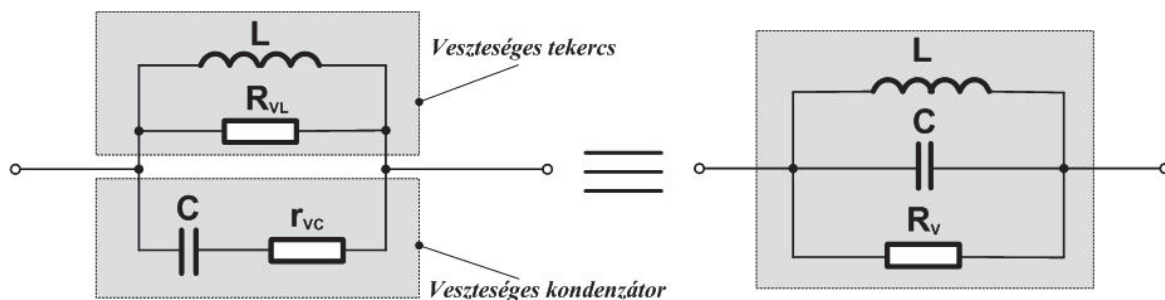 L
Veszteséges tekercs
R_VL
C
r_VC
Veszteséges kondenzátor
L
C
R_V